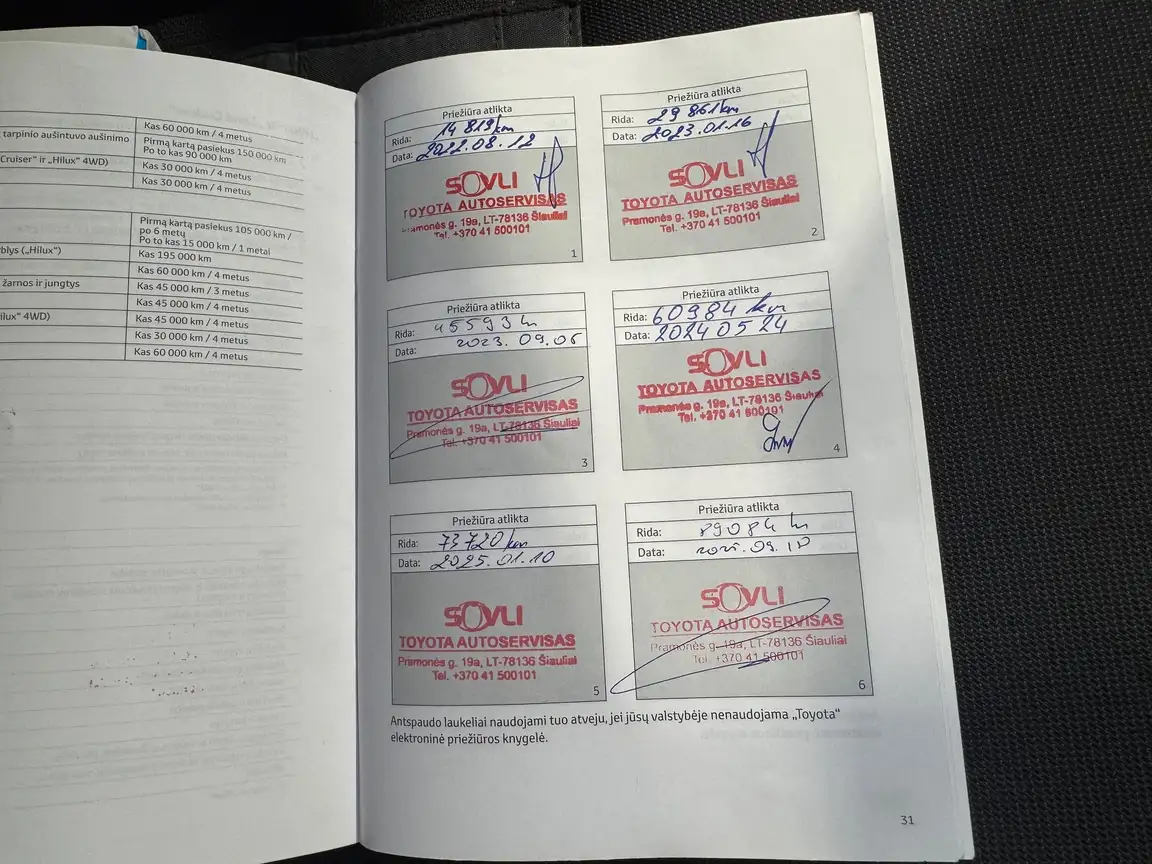 Kas 60 000 km / 4 metus
tarpinio aušintuvo aušinimo
Pirmą kartą pasiekus 150 000 km
Po to kas 90 000 km
Cruiser“ ir „Hilux“ 4WD)
Kas 30 000 km / 4 metus
Kas 30 000 km / 4 metus
Pirmą kartą pasiekus 105 000 km /
po 6 metų
Po to kas 15 000 km / 1 metai
blys („Hilux“)
Kas 195 000 km
Kas 60 000 km / 4 metus
žarnos ir jungtys
Kas 45 000 km / 3 metus
Kas 45 000 km / 4 metus
ilux“ 4WD)
Kas 45 000 km / 4 metus
Kas 30 000 km / 4 metus
Kas 60 000 km / 4 metus
Priežiūra atlikta
Rida: 14 819 km
Data: 2022.08.12
SOVLI
TOYOTA AUTOSERVISAS
Pramonės g. 19a, LT-78136 Šiauliai
Tel. +370 41 500101
1
Priežiūra atlikta
Rida: 29 861 km
Data: 2023.01.16
SOVLI
TOYOTA AUTOSERVISAS
Pramonės g. 19a, LT-78136 Šiauliai
Tel. +370 41 500101
2
Priežiūra atlikta
Rida: 45593 km
Data: 2023.09.06
SOVLI
TOYOTA AUTOSERVISAS
Pramonės g. 19a, LT-78136 Šiauliai
Tel. +370 41 500101
3
Priežiūra atlikta
Rida: 60984 km
Data: 2024 05 24
SOVLI
TOYOTA AUTOSERVISAS
Pramonės g. 19a, LT-78136 Šiauliai
Tel. +370 41 500101
4
Priežiūra atlikta
Rida: 73720 km
Data: 2025.01.10
SOVLI
TOYOTA AUTOSERVISAS
Pramonės g. 19a, LT-78136 Šiauliai
Tel. +370 41 500101
5
Priežiūra atlikta
Rida: 89084 km
Data: 2025.09.10
SOVLI
TOYOTA AUTOSERVISAS
Pramonės g. 19a, LT-78136 Šiauliai
Tel. +370 41 500101
6
Antspaudo laukeliai naudojami tuo atveju, jei jūsų valstybėje nenaudojama „Toyota“
elektroninė priežiūros knygelė.
31